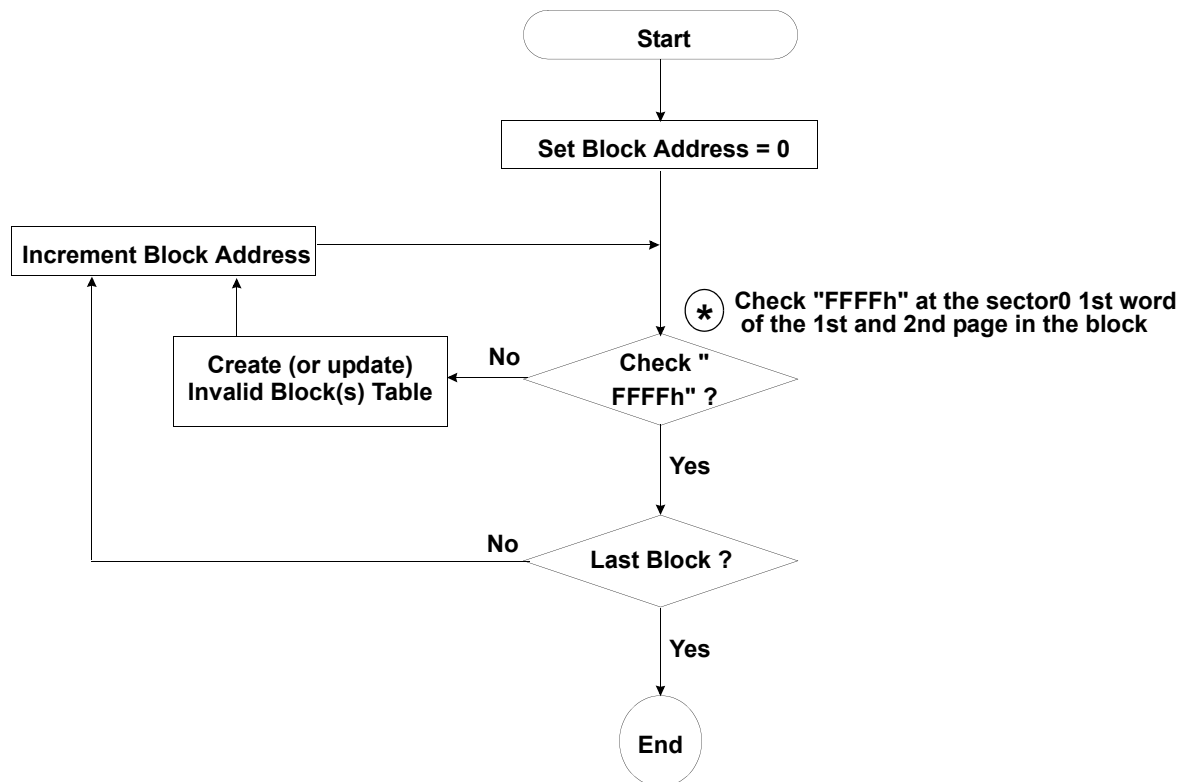 Start
Set Block Address = 0
Increment Block Address
* Check "FFFFh" at the sector0 1st word
of the 1st and 2nd page in the block
Create (or update)
Invalid Block(s) Table
No
Check "
FFFFh" ?
Yes
No
Last Block ?
Yes
End